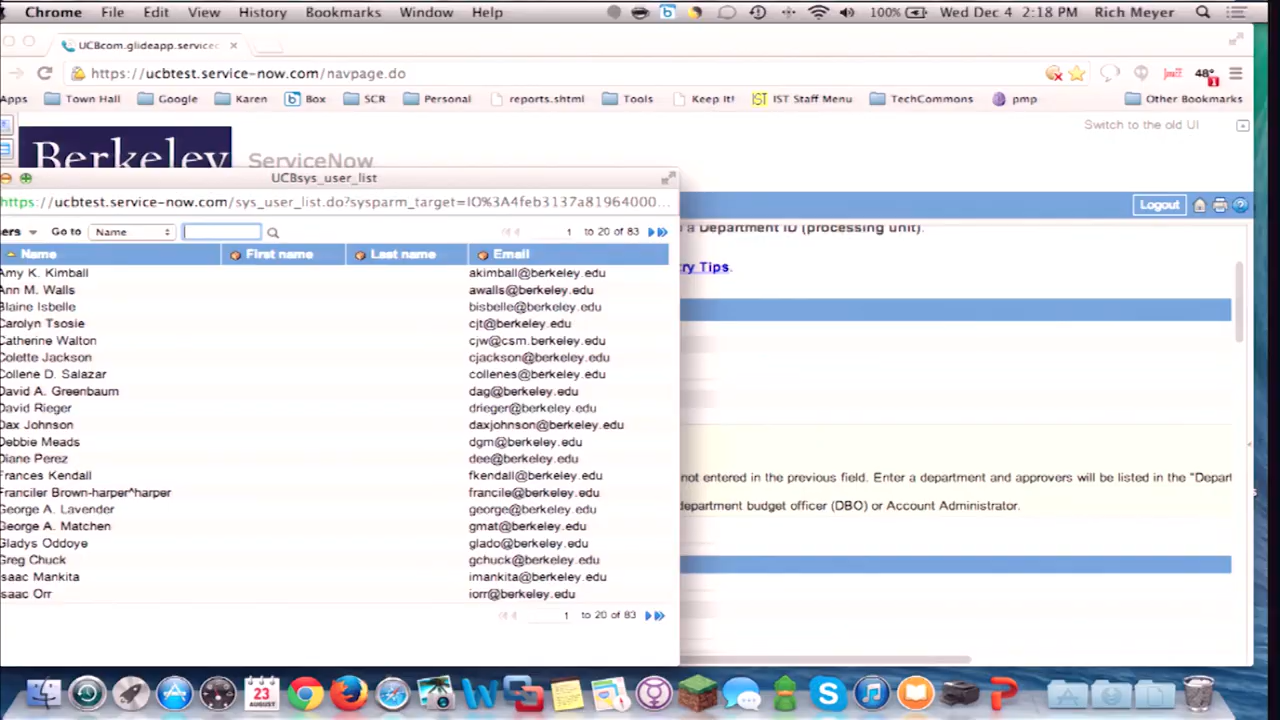 Chrome File Edit View History Bookmarks Window Help 100% Wed Dec 4 2:18 PM Rich Meyer
UCBcom.glideapp.servicec ×
https://ucbtest.service-now.com/navpage.do 48° 1
Apps Town Hall Google Karen Box SCR Personal reports.shtml Tools Keep It! IST Staff Menu TechCommons pmp Other Bookmarks
Switch to the old UI
Berkeley ServiceNow
UCBsys_user_list
https://ucbtest.service-now.com/sys_user_list.do?sysparm_target=IO%3A4feb3137a81964000...
Logout
ers Go to Name 1 to 20 of 83
a Department ID (processing unit).
Name First name Last name Email
ry Tips.
Amy K. Kimball akimball@berkeley.edu
Ann M. Walls awalls@berkeley.edu
Blaine Isbelle bisbelle@berkeley.edu
Carolyn Tsosie cjt@berkeley.edu
Catherine Walton cjw@csm.berkeley.edu
Colette Jackson cjackson@berkeley.edu
Collene D. Salazar collenes@berkeley.edu
David A. Greenbaum dag@berkeley.edu
David Rieger drieger@berkeley.edu
Dax Johnson daxjohnson@berkeley.edu
Debbie Meads dgm@berkeley.edu
Diane Perez dee@berkeley.edu
Frances Kendall fkendall@berkeley.edu
not entered in the previous field. Enter a department and approvers will be listed in the "Depart
Franciler Brown-harper^harper francile@berkeley.edu
George A. Lavender george@berkeley.edu
department budget officer (DBO) or Account Administrator.
George A. Matchen gmat@berkeley.edu
Gladys Oddoye glado@berkeley.edu
Greg Chuck gchuck@berkeley.edu
Isaac Mankita imankita@berkeley.edu
Isaac Orr iorr@berkeley.edu
1 to 20 of 83
23
AUGUST